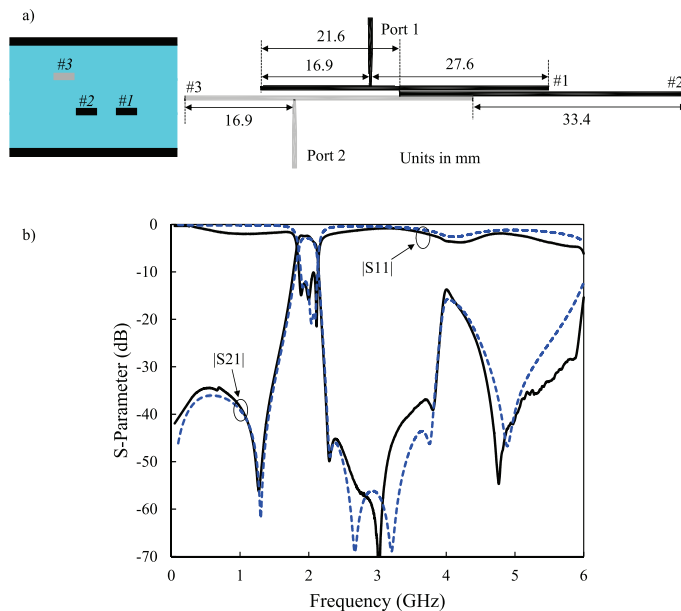 a)
#3
#2 #1
21.6
Port 1
16.9
27.6
#3
#1
#2
16.9
33.4
Port 2
Units in mm
b)
S-Parameter (dB)
0
-10
-20
-30
-40
-50
-60
-70
|S11|
|S21|
0 1 2 3 4 5 6
Frequency (GHz)